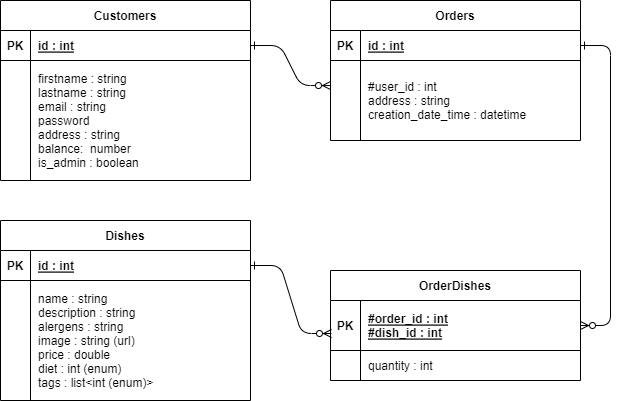 Customers
PK
id : int
firstname : string
lastname : string
email : string
password
address : string
balance:  number
is_admin : boolean
Orders
PK
id : int
#user_id : int
address : string
creation_date_time : datetime
Dishes
PK
id : int
name : string
description : string
alergens : string
image : string (url)
price : double
diet : int (enum)
tags : list<int (enum)>
OrderDishes
PK
#order_id : int
#dish_id : int
quantity : int